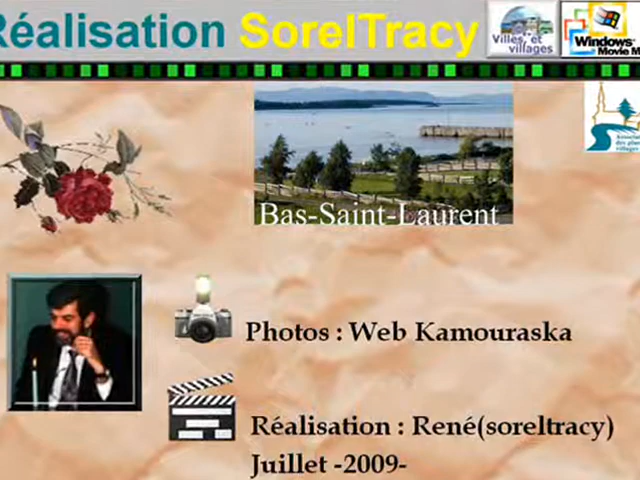 Réalisation SorelTracy
Villes et
villages
Windows
Movie M
Bas-Saint-Laurent
Photos : Web Kamouraska
Réalisation : René(soreltracy)
Juillet -2009-